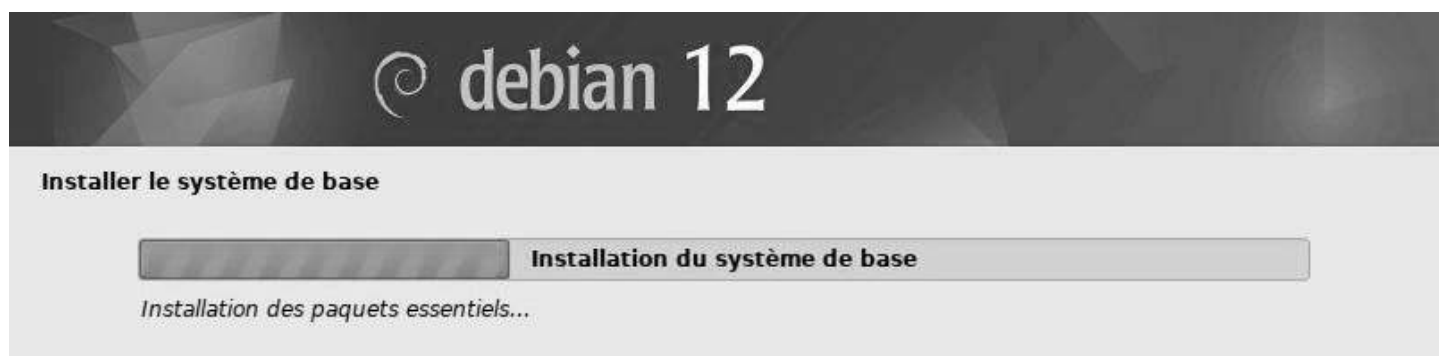 debian 12
Installer le système de base
Installation du système de base
Installation des paquets essentiels...